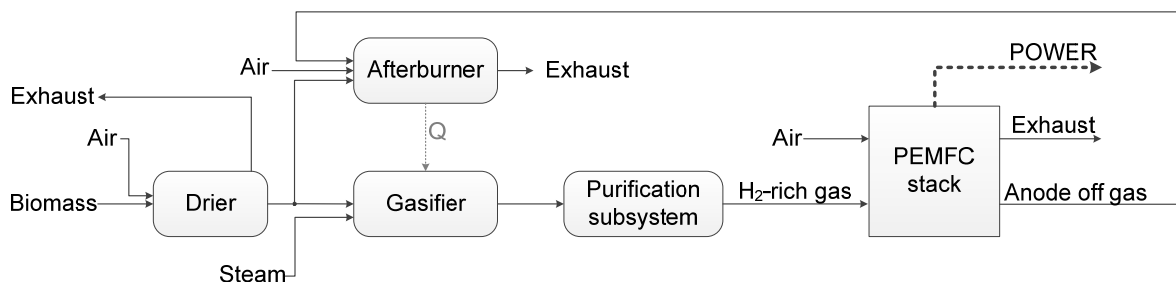 POWER
Air
Afterburner
Exhaust
Exhaust
Air
Q
Air
Exhaust
PEMFC
stack
Biomass
Drier
Gasifier
Purification
subsystem
H₂-rich gas
Anode off gas
Steam